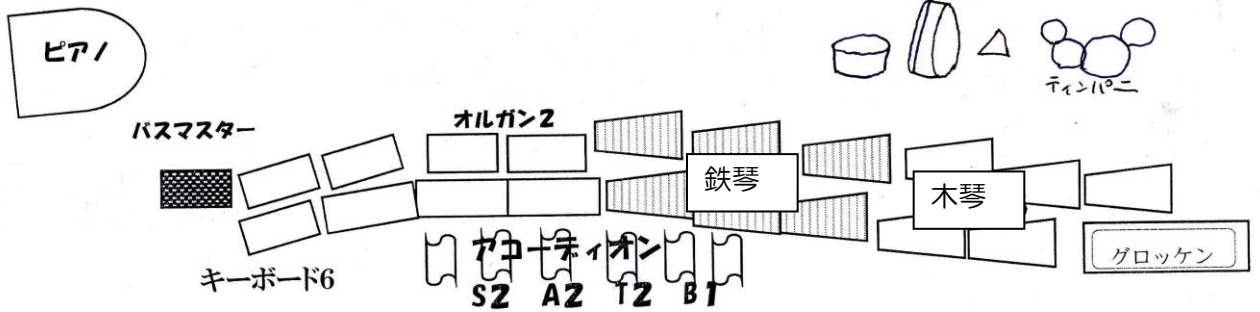 ピアノ
ティンパニ
バスマスター
オルガン2
鉄琴
木琴
アコーディオン
グロッケン
キーボード6
S2 A2 T2 B1